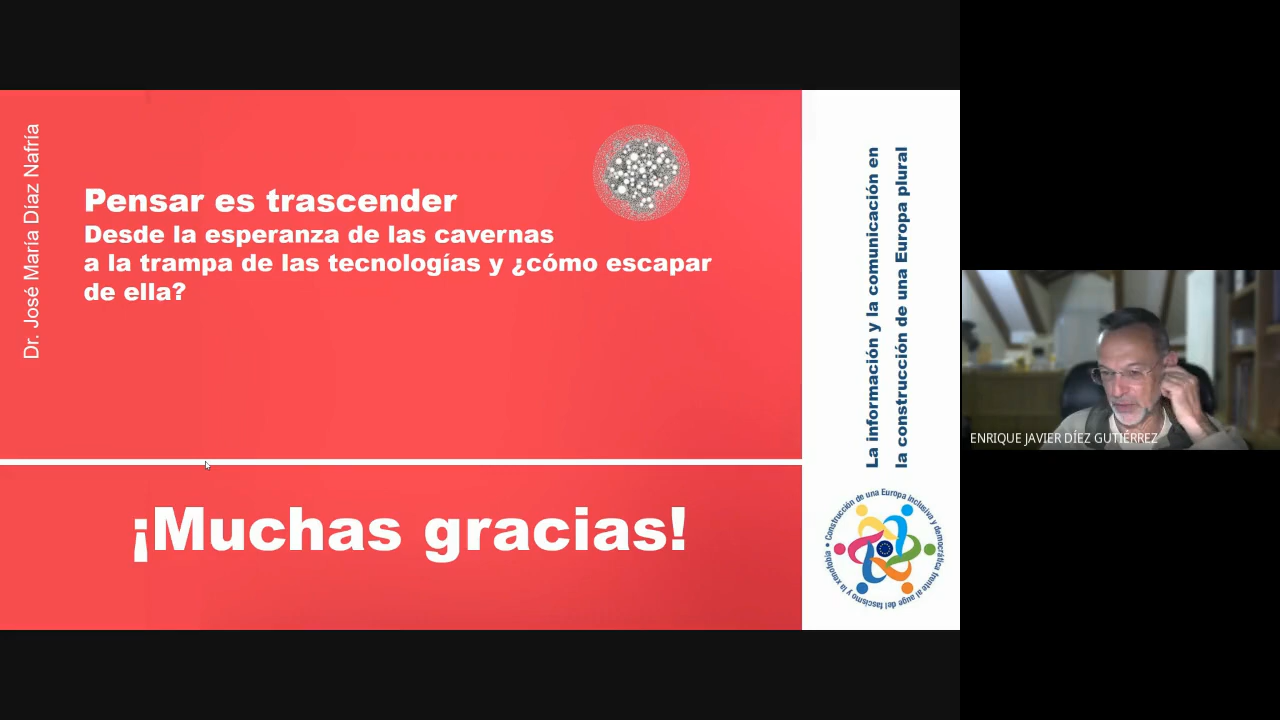 Dr. José María Díaz Nafría
Pensar es trascender
Desde la esperanza de las cavernas
a la trampa de las tecnologías y ¿cómo escapar
de ella?
¡Muchas gracias!
La información y la comunicación en
la construcción de una Europa plural
Construcción de una Europa inclusiva y democrática frente al auge del fascismo y la xenofobia •
ENRIQUE JAVIER DÍEZ GUTIÉRREZ